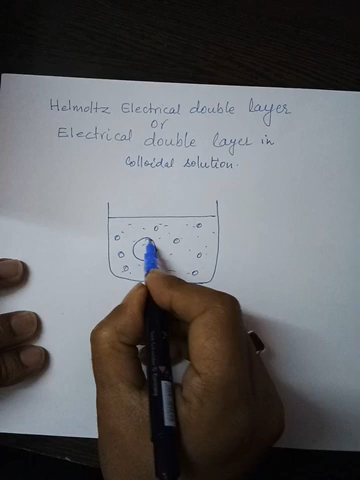 Helmoltz Electrical double layer
or
Electrical double layer in
Colloidal solution.